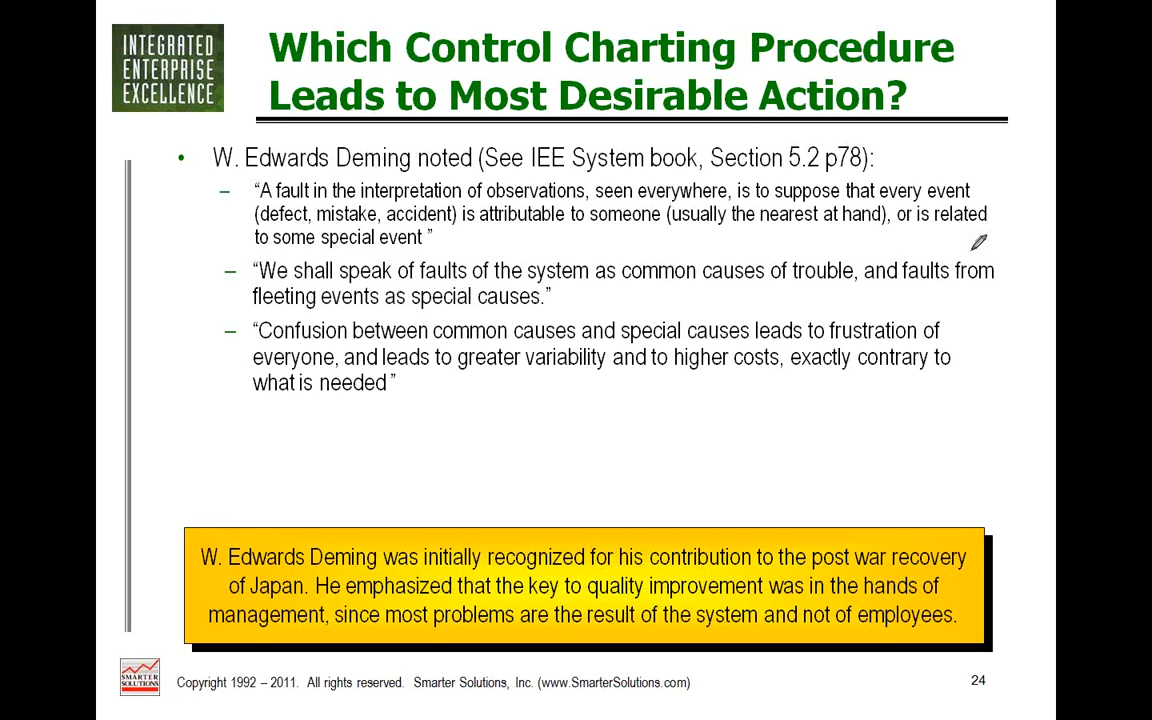 INTEGRATED
ENTERPRISE
EXCELLENCE
Which Control Charting Procedure
Leads to Most Desirable Action?
• W. Edwards Deming noted (See IEE System book, Section 5.2 p78):
– “A fault in the interpretation of observations, seen everywhere, is to suppose that every event
(defect, mistake, accident) is attributable to someone (usually the nearest at hand), or is related
to some special event ”
– “We shall speak of faults of the system as common causes of trouble, and faults from
fleeting events as special causes.”
– “Confusion between common causes and special causes leads to frustration of
everyone, and leads to greater variability and to higher costs, exactly contrary to
what is needed ”
W. Edwards Deming was initially recognized for his contribution to the post war recovery
of Japan. He emphasized that the key to quality improvement was in the hands of
management, since most problems are the result of the system and not of employees.
SMARTER
SOLUTIONS
Copyright 1992 – 2011. All rights reserved. Smarter Solutions, Inc. (www.SmarterSolutions.com)
24